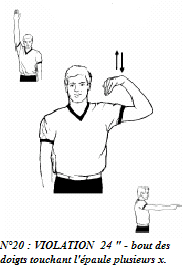 N°20 : VIOLATION 24 " - bout des
doigts touchant l'épaule plusieurs x.